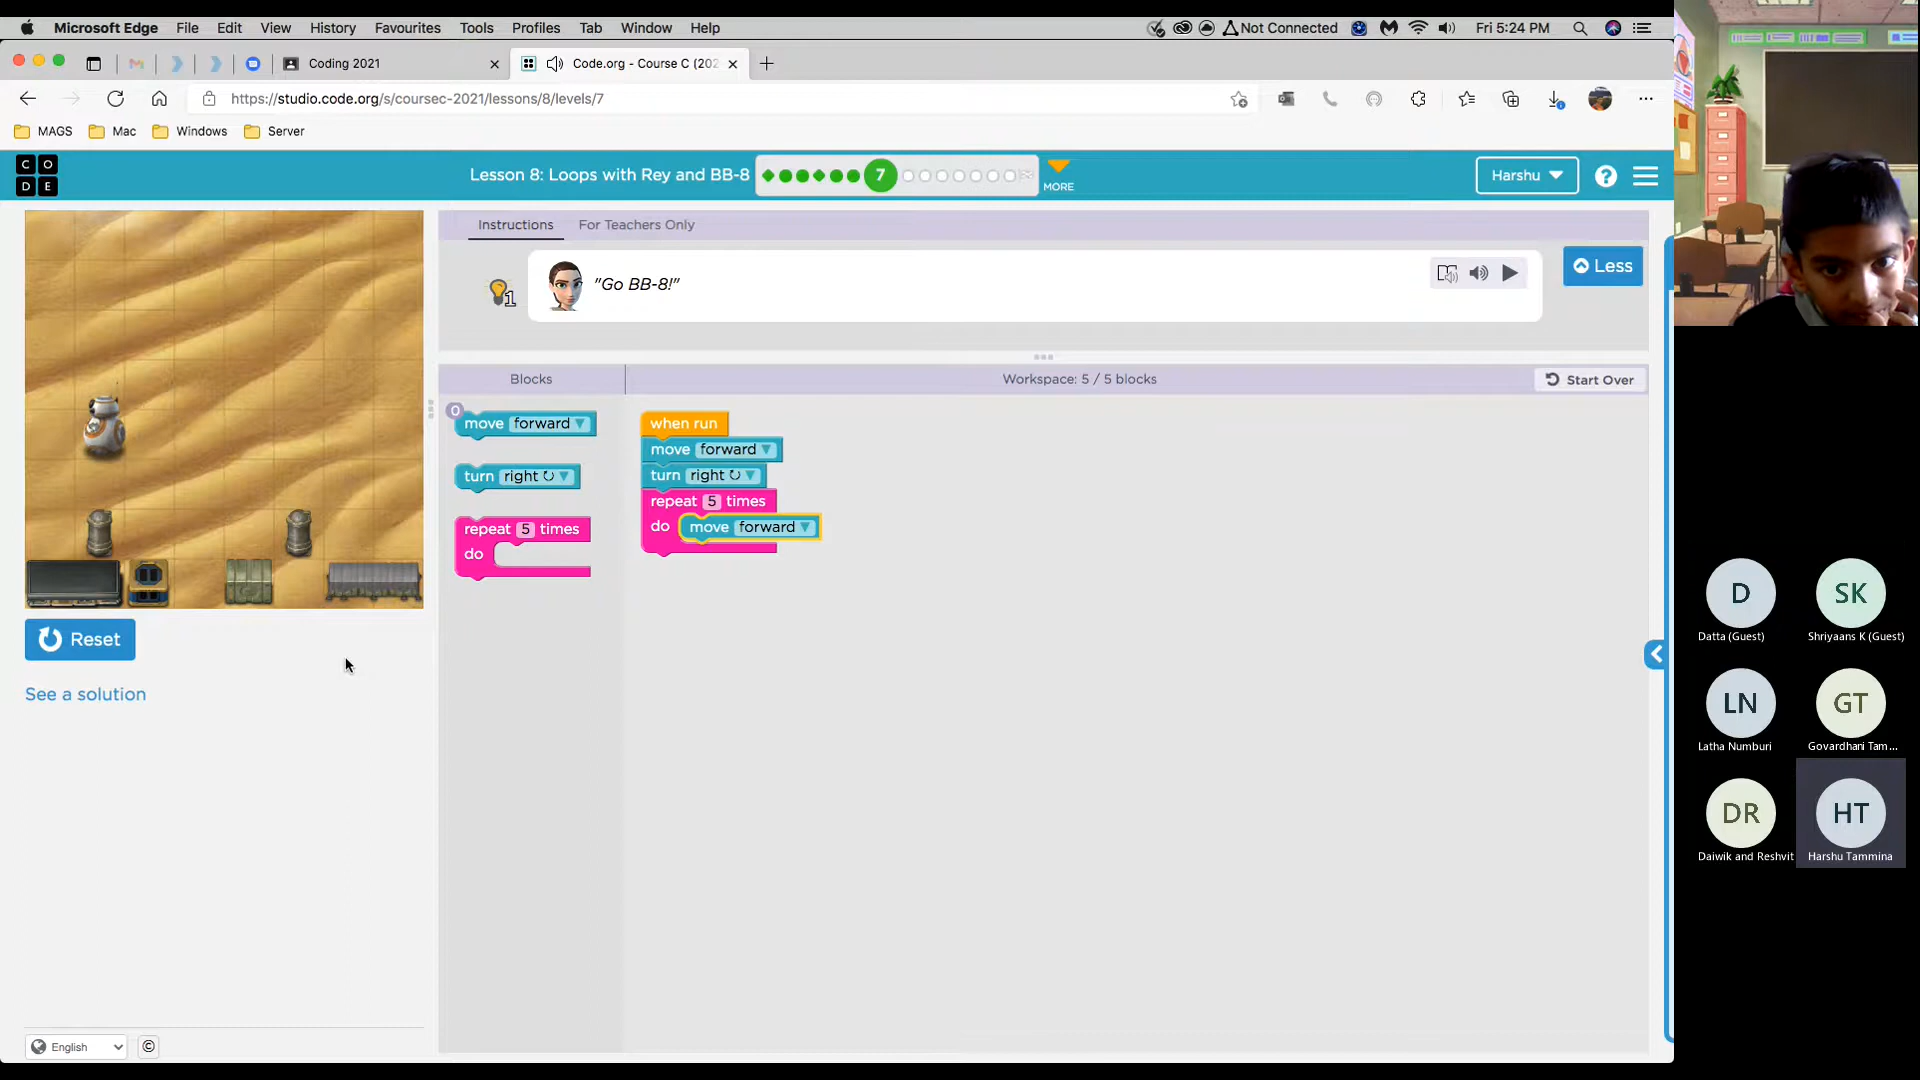 Microsoft Edge File Edit View History Favourites Tools Profiles Tab Window Help Not Connected Fri 5:24 PM
Coding 2021 Code.org - Course C (202
https://studio.code.org/s/coursec-2021/lessons/8/levels/7
MAGS Mac Windows Server
CODE Lesson 8: Loops with Rey and BB-8 7 MORE Harshu ?
Instructions For Teachers Only
1 "Go BB-8!" Less
Blocks Workspace: 5 / 5 blocks Start Over
0
move forward
turn right
repeat 5 times
do
when run
move forward
turn right
repeat 5 times
do move forward
Reset
See a solution
English ©
D SK
Datta (Guest) Shriyaans K (Guest)
LN GT
Latha Numburi Govardhani Tam...
DR HT
Daiwik and Reshvit Harshu Tammina